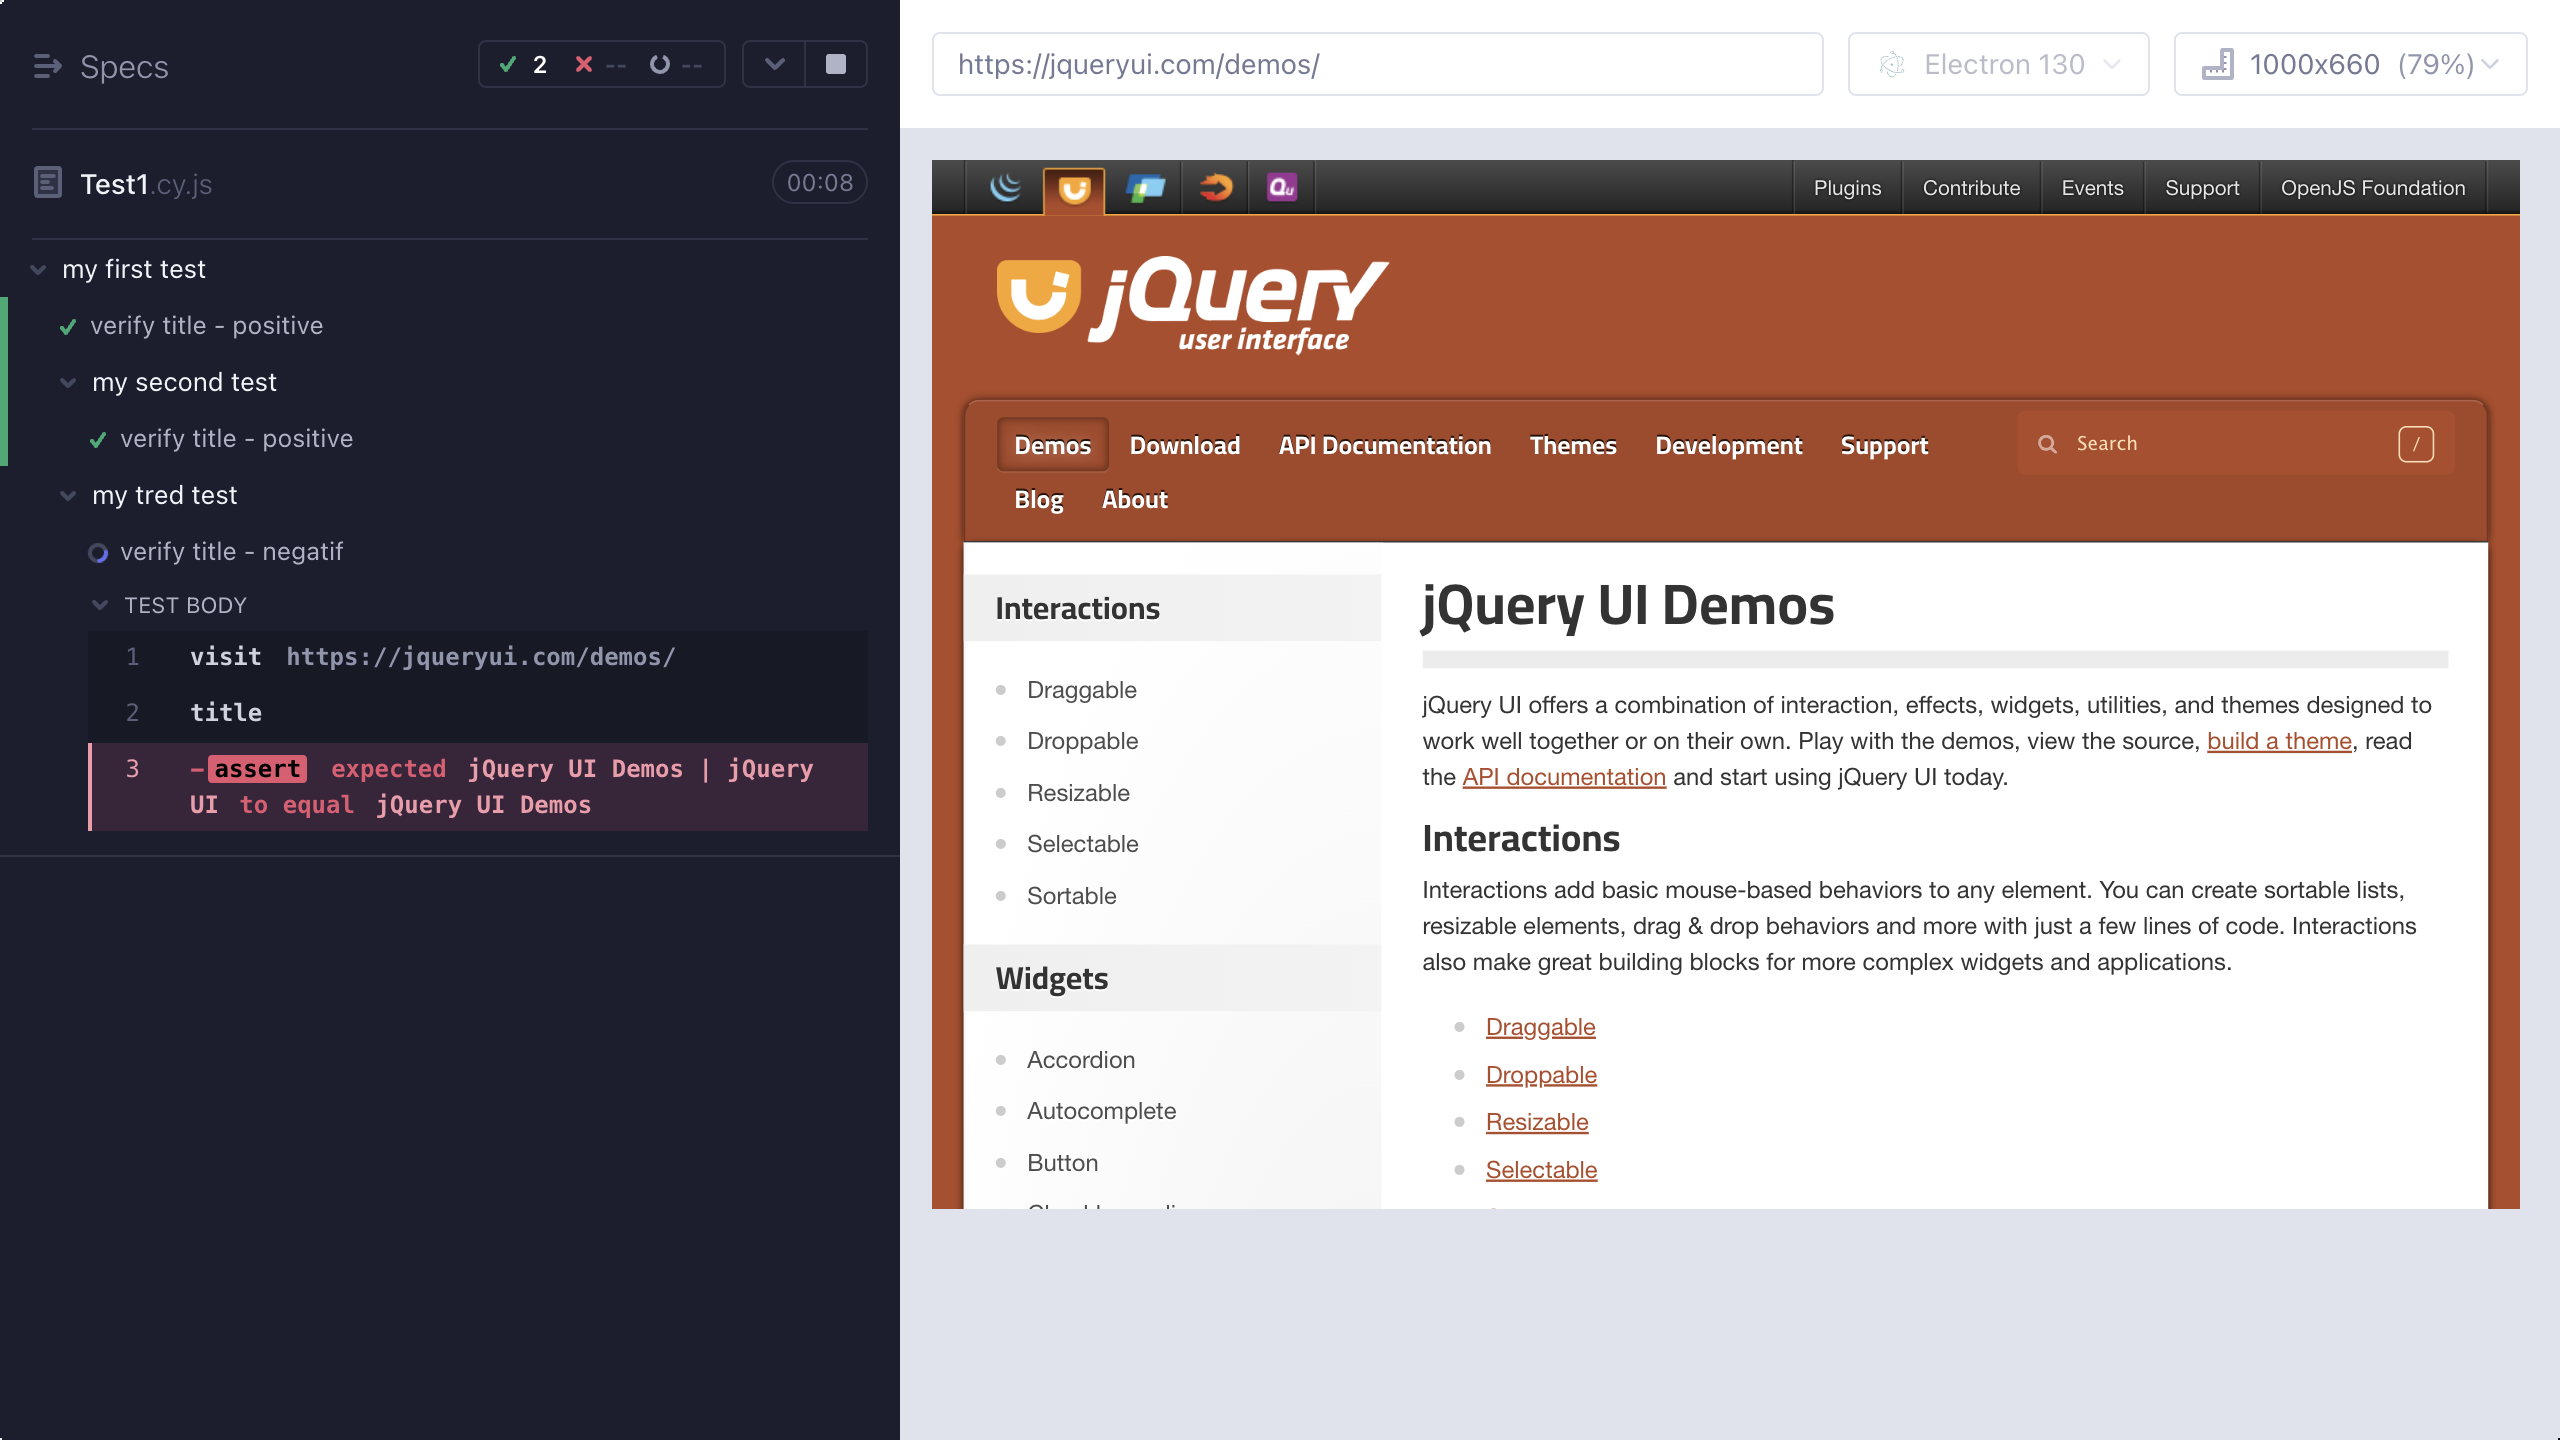 Specs
2 -- --
Test1.cy.js 00:08
my first test
verify title - positive
my second test
verify title - positive
my tred test
verify title - negatif
TEST BODY
1 visit https://jqueryui.com/demos/
2 title
3 -assert expected jQuery UI Demos | jQuery
UI to equal jQuery UI Demos
https://jqueryui.com/demos/ Electron 130 1000x660 (79%)
Qu Plugins Contribute Events Support OpenJS Foundation
jQuery
user interface
Demos Download API Documentation Themes Development Support Search /
Blog About
Interactions
Draggable
Droppable
Resizable
Selectable
Sortable
Widgets
Accordion
Autocomplete
Button
jQuery UI Demos
jQuery UI offers a combination of interaction, effects, widgets, utilities, and themes designed to
work well together or on their own. Play with the demos, view the source, build a theme, read
the API documentation and start using jQuery UI today.
Interactions
Interactions add basic mouse-based behaviors to any element. You can create sortable lists,
resizable elements, drag & drop behaviors and more with just a few lines of code. Interactions
also make great building blocks for more complex widgets and applications.
Draggable
Droppable
Resizable
Selectable